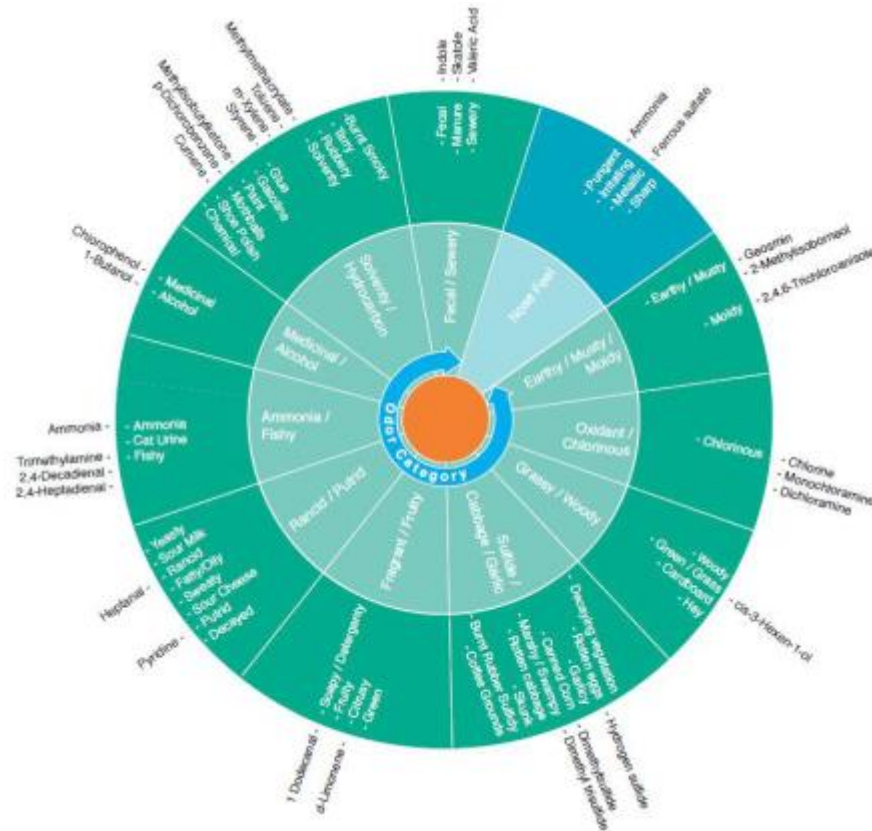 Odor Category
Nose Feel
- Pungent
- Irritating
- Metallic
- Sharp
- Ammonia
- Ferrous sulfate
Earthy / Musty /
Moldy
- Earthy / Musty
- Moldy
- Geosmin
- 2-Methylisoborneol
- 2,4,6-Trichloroanisole
Oxidant /
Chlorinous
- Chlorinous
- Chlorine
- Monochloramine
- Dichloramine
Grassy / Woody
- Woody
- Green / Grass
- Cardboard
- Hay
- cis-3-Hexen-1-ol
Sulfide /
Cabbage / Garlic
- Decaying vegetation
- Rotten eggs
- Garlicy
- Canned Corn
- Marshy / Swampy
- Rotten cabbage
- Skunk
- Burnt Rubber Sulfidy
- Coffee Grounds
- Hydrogen sulfide
- Dimethylsulfide
- Dimethyl trisulfide
Fragrant / Fruity
- Soapy / Detergenty
- Fruity
- Citrusy
- Green
1 Dodecanal -
d-Limonene -
Rancid / Putrid
- Yeasty
- Sour Milk
- Rancid
- Fatty/Oily
- Sweaty
- Sour Cheese
- Putrid
- Decayed
Heptanal -
Pyridine -
Ammonia /
Fishy
- Ammonia
- Cat Urine
- Fishy
Ammonia -
Trimethylamine -
2,4-Decadienal -
2,4-Heptadienal -
Medicinal /
Alcohol
- Medicinal
- Alcohol
Chlorophenol -
1-Butanol -
Solventy /
Hydrocarbon
-Burnt Smoky
- Tarry
- Rubbery
- Solventy
- Glue
- Gasoline
- Paint
- Mothballs
- Shoe Polish
- Chemical
Methylmethacrylate -
Toluene -
m-Xylene -
Styrene -
Methylisobutylketone -
p-Dichlorobenzene -
Cumene -
Fecal / Sewery
- Fecal
- Manure
- Sewery
- Indole
- Skatole
- Valeric Acid